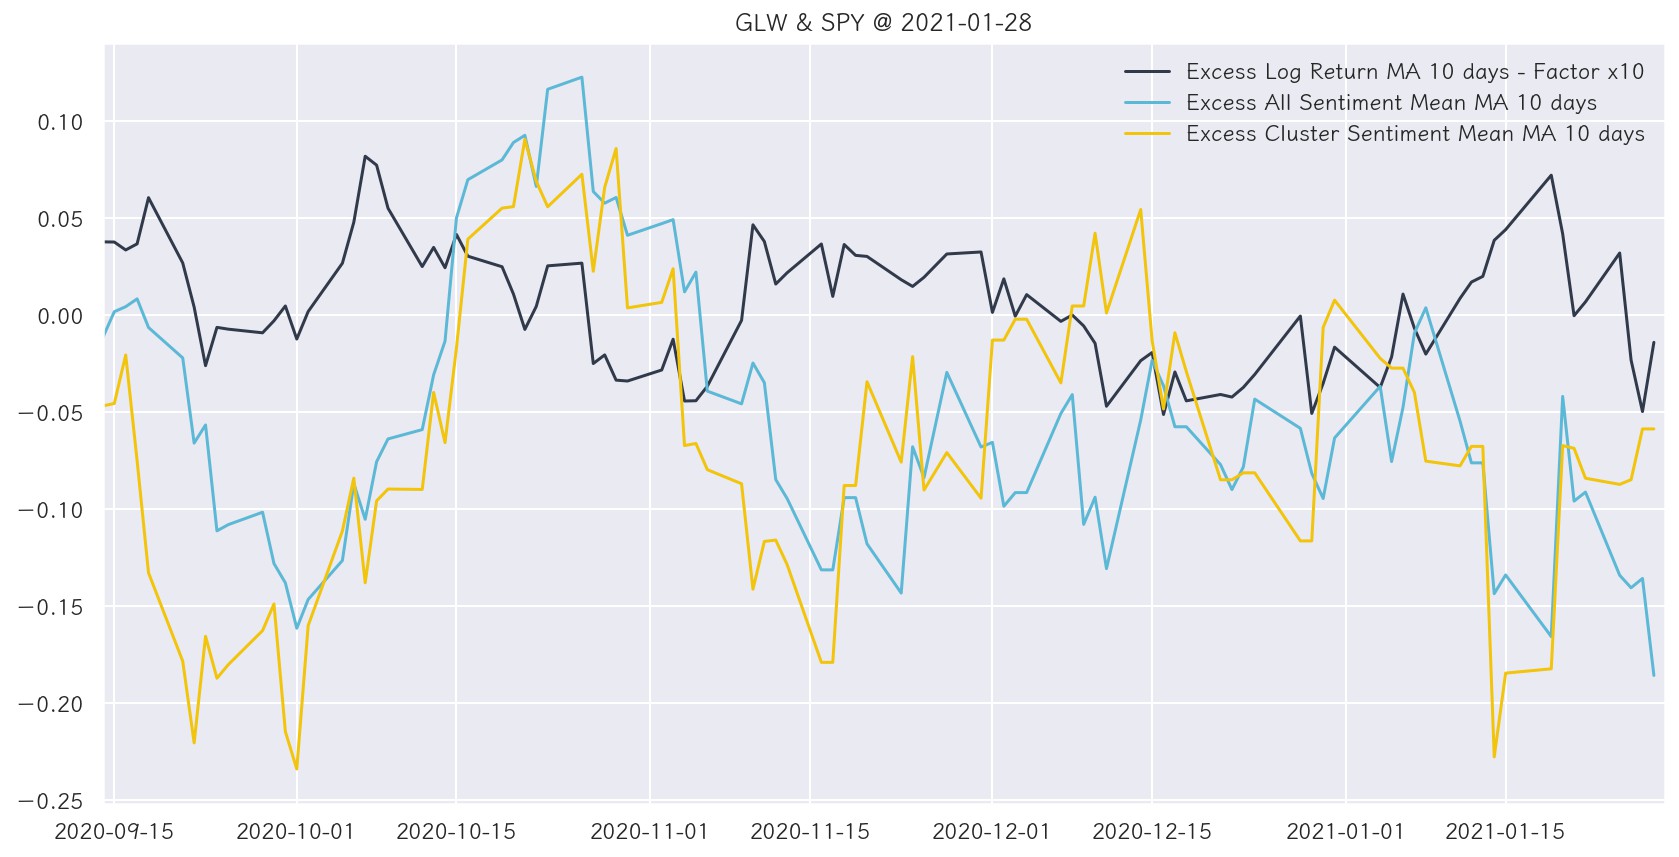 GLW & SPY @ 2021-01-28
Excess Log Return MA 10 days - Factor x10
Excess All Sentiment Mean MA 10 days
Excess Cluster Sentiment Mean MA 10 days
0.10
0.05
0.00
−0.05
−0.10
−0.15
−0.20
−0.25
2020-09-15 2020-10-01 2020-10-15 2020-11-01 2020-11-15 2020-12-01 2020-12-15 2021-01-01 2021-01-15